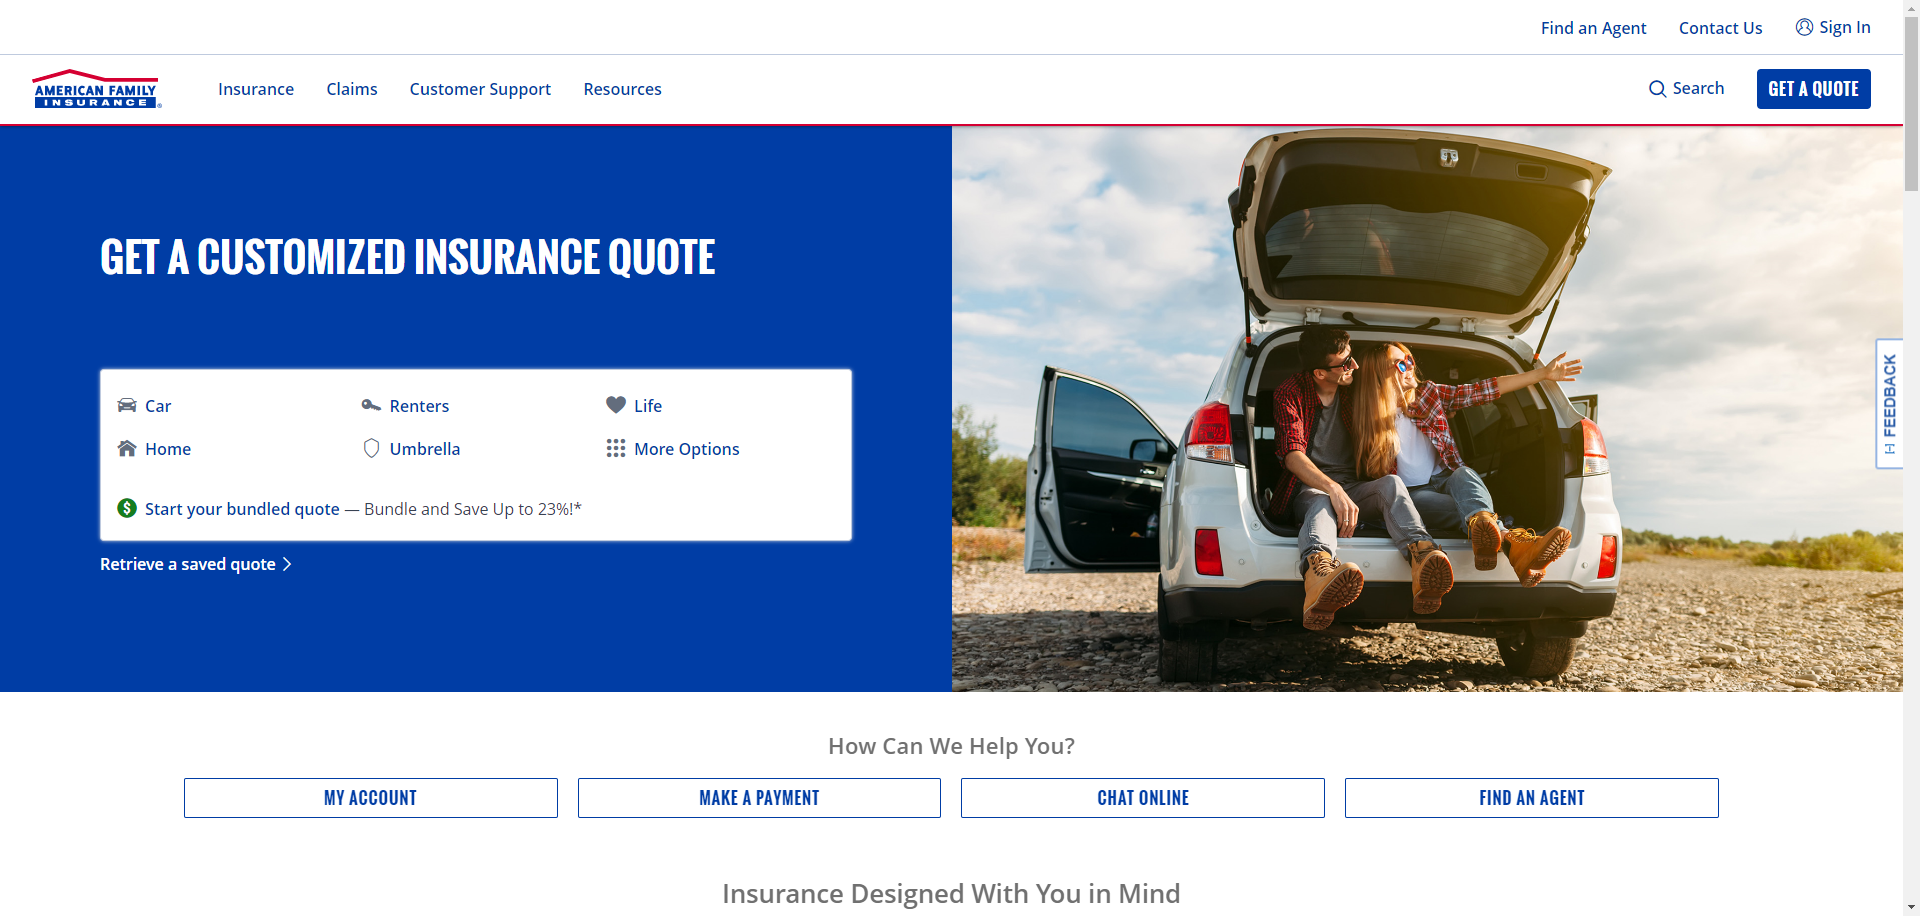 Find an Agent
Contact Us
Sign In
AMERICAN FAMILY
INSURANCE®
Insurance
Claims
Customer Support
Resources
Search
GET A QUOTE
GET A CUSTOMIZED INSURANCE QUOTE
Car
Renters
Life
Home
Umbrella
More Options
$ Start your bundled quote — Bundle and Save Up to 23%!*
Retrieve a saved quote
[-] FEEDBACK
How Can We Help You?
MY ACCOUNT
MAKE A PAYMENT
CHAT ONLINE
FIND AN AGENT
Insurance Designed With You in Mind